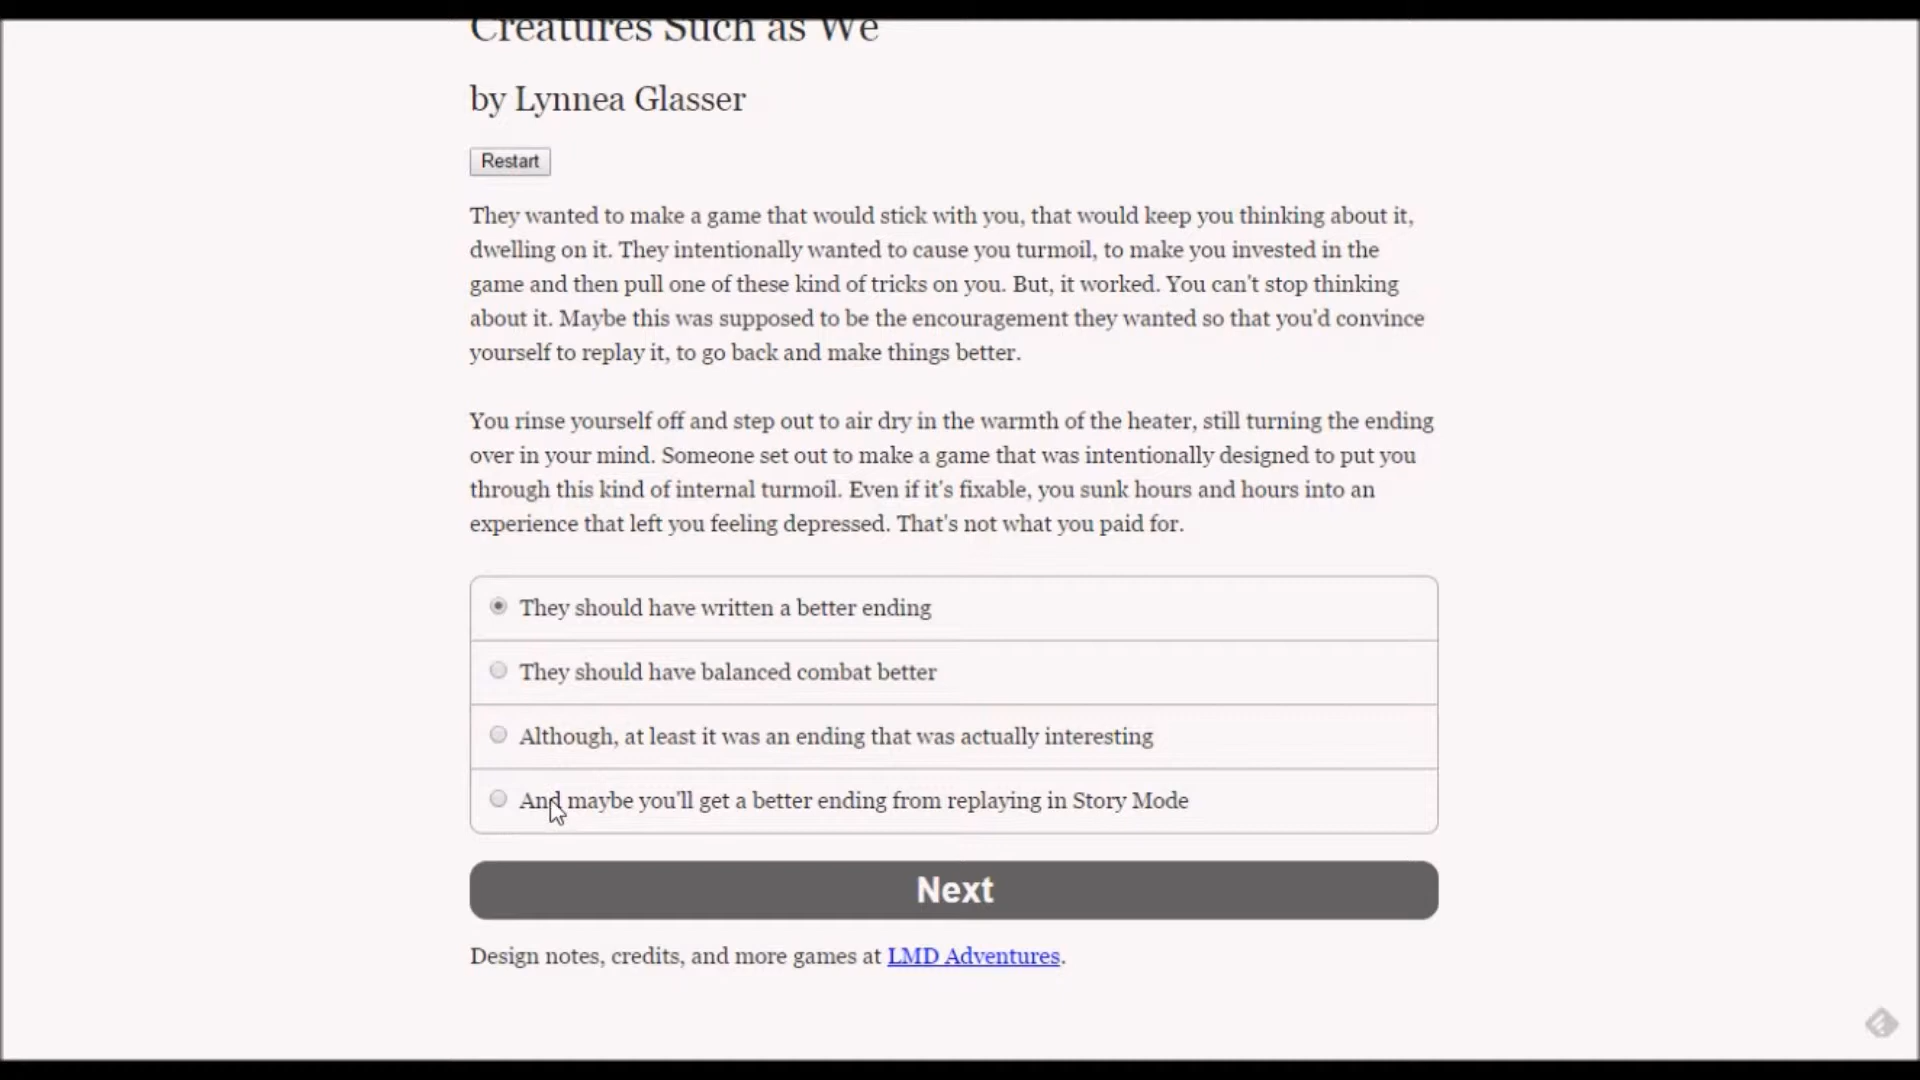 Creatures Such as We
by Lynnea Glasser
Restart
They wanted to make a game that would stick with you, that would keep you thinking about it,
dwelling on it. They intentionally wanted to cause you turmoil, to make you invested in the
game and then pull one of these kind of tricks on you. But, it worked. You can't stop thinking
about it. Maybe this was supposed to be the encouragement they wanted so that you'd convince
yourself to replay it, to go back and make things better.
You rinse yourself off and step out to air dry in the warmth of the heater, still turning the ending
over in your mind. Someone set out to make a game that was intentionally designed to put you
through this kind of internal turmoil. Even if it's fixable, you sunk hours and hours into an
experience that left you feeling depressed. That's not what you paid for.
They should have written a better ending
They should have balanced combat better
Although, at least it was an ending that was actually interesting
And maybe you'll get a better ending from replaying in Story Mode
Next
Design notes, credits, and more games at LMD Adventures.